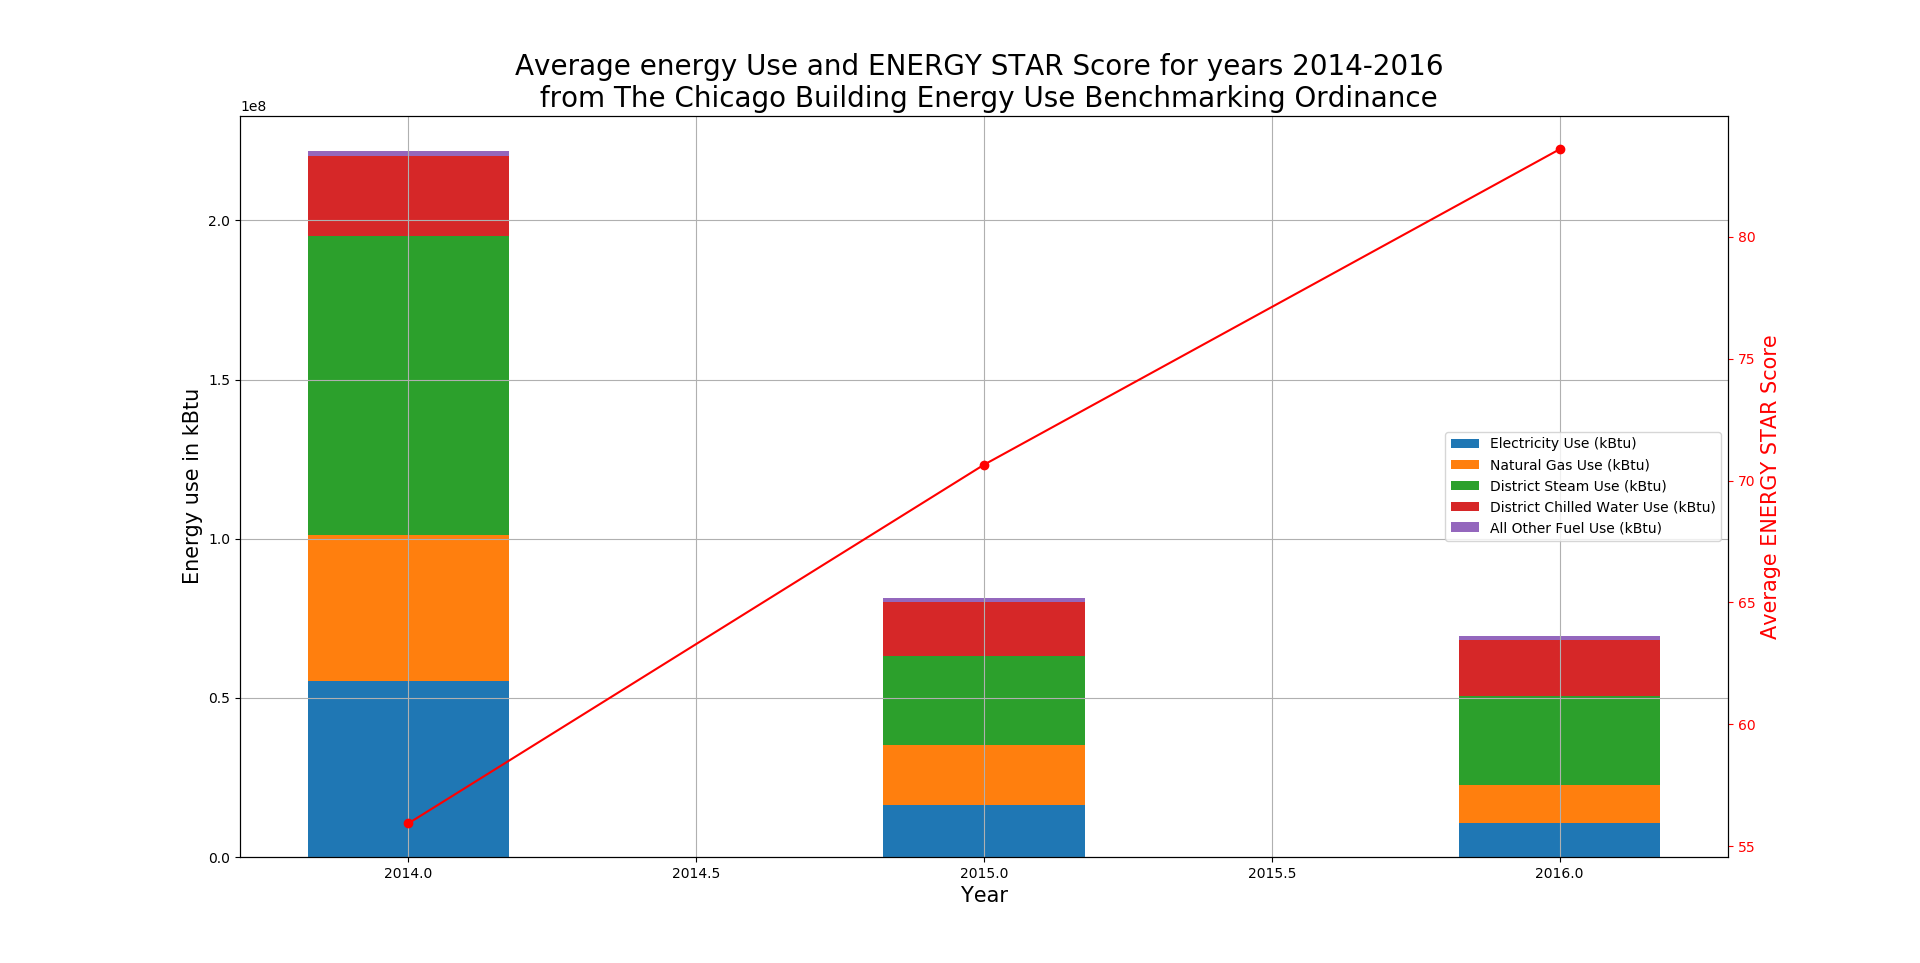 Average energy Use and ENERGY STAR Score for years 2014-2016
from The Chicago Building Energy Use Benchmarking Ordinance
1e8
2.0
1.5
1.0
0.5
0.0
Energy use in kBtu
80
75
70
65
60
55
Average ENERGY STAR Score
Electricity Use (kBtu)
Natural Gas Use (kBtu)
District Steam Use (kBtu)
District Chilled Water Use (kBtu)
All Other Fuel Use (kBtu)
2014.0 2014.5 2015.0 2015.5 2016.0
Year